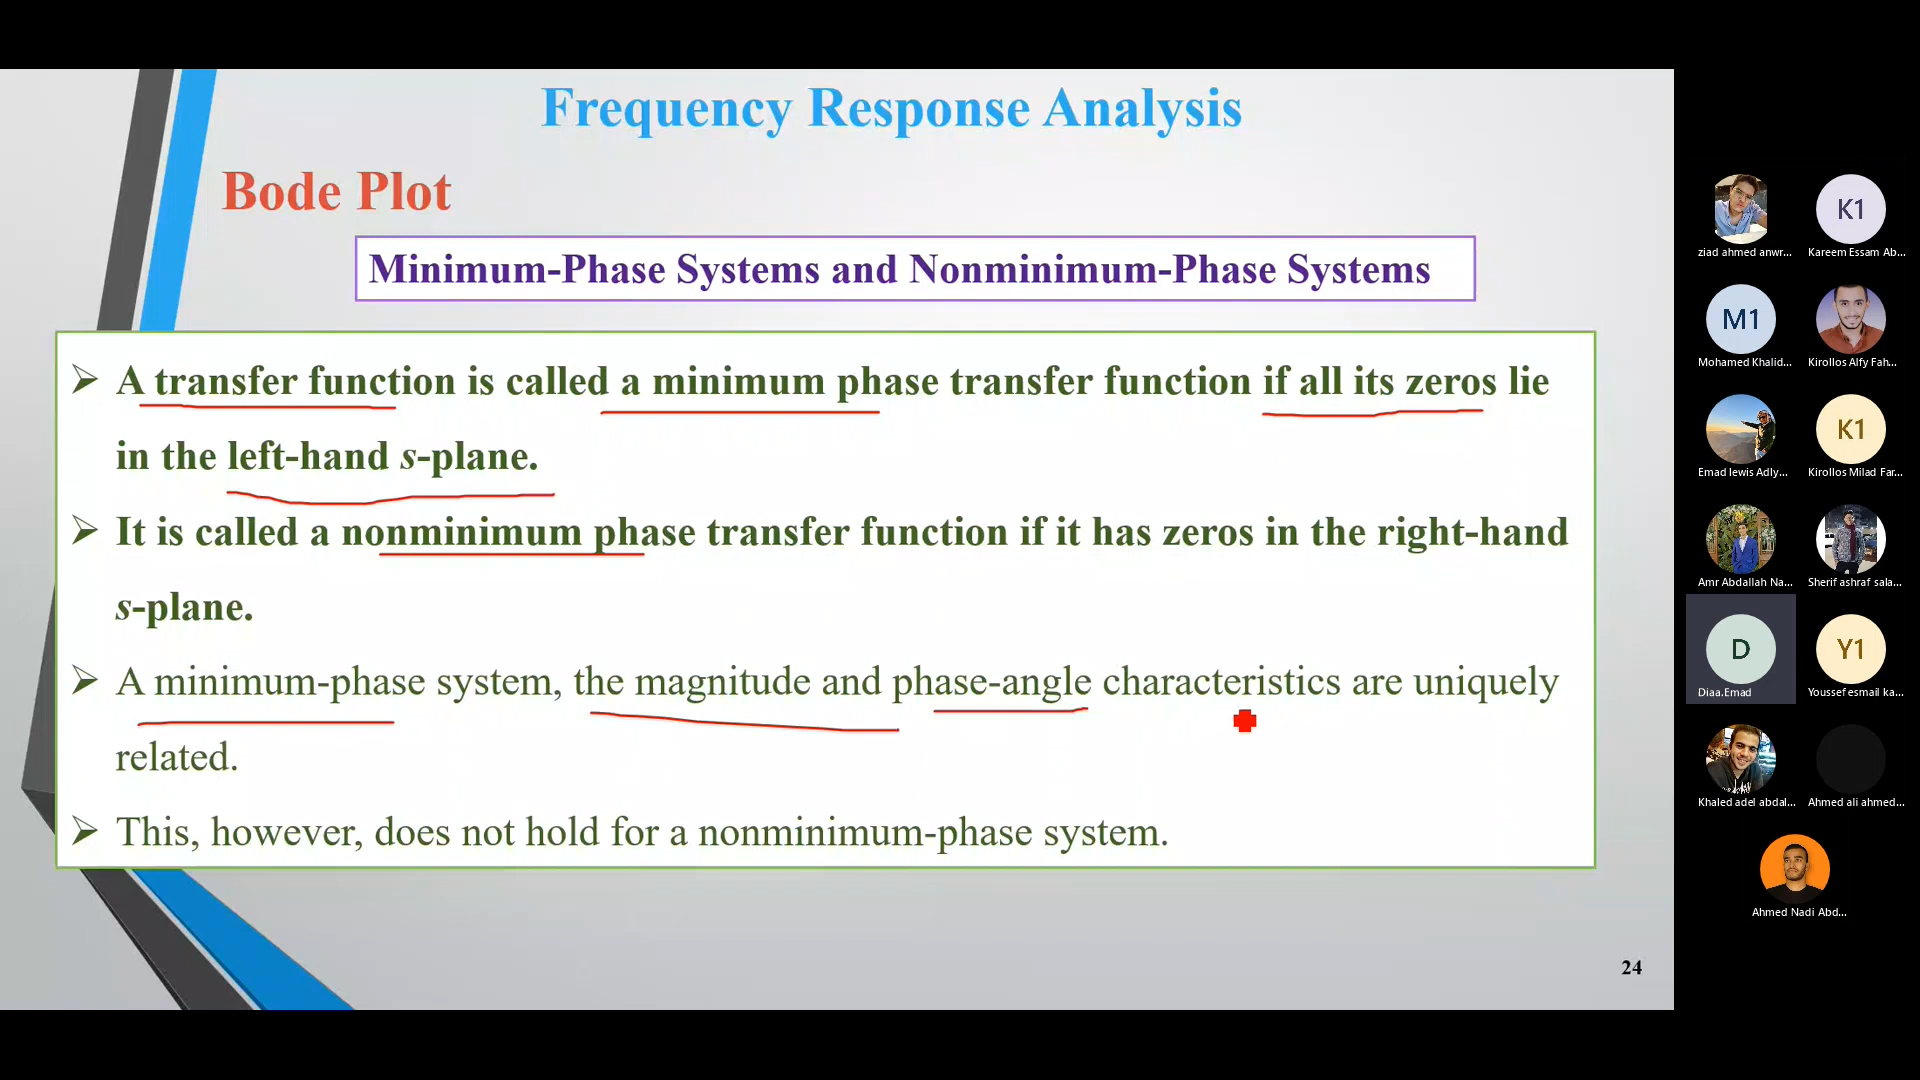 Frequency Response Analysis
Bode Plot
Minimum-Phase Systems and Nonminimum-Phase Systems
➤ A transfer function is called a minimum phase transfer function if all its zeros lie
in the left-hand s-plane.
➤ It is called a nonminimum phase transfer function if it has zeros in the right-hand
s-plane.
➤ A minimum-phase system, the magnitude and phase-angle characteristics are uniquely
related.
➤ This, however, does not hold for a nonminimum-phase system.
24
K1
ziad ahmed anwr...
Kareem Essam Ab...
M1
Mohamed Khalid...
Kirollos Alfy Fah...
K1
Emad lewis Adly...
Kirollos Milad Far...
Amr Abdallah Na...
Sherif ashraf sala...
D
Y1
Diaa.Emad
Youssef esmail ka...
Khaled adel abdal...
Ahmed ali ahmed...
Ahmed Nadi Abd...